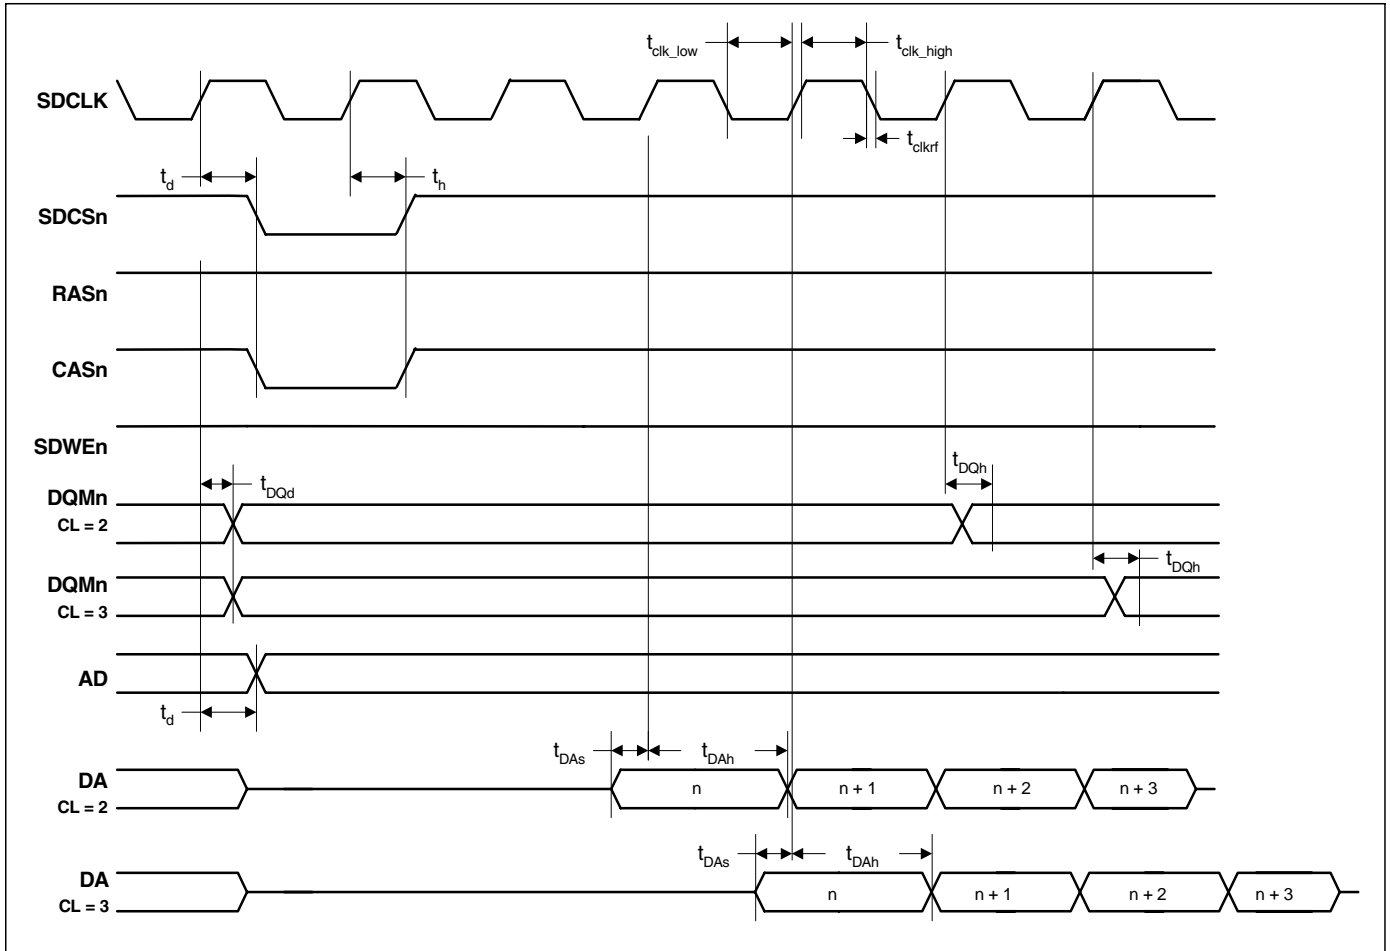 t_clk_low
t_clk_high
SDCLK
t_clkrf
t_d
t_h
SDCSn
RASn
CASn
SDWEn
t_DQh
t_DQd
DQMn
CL = 2
t_DQh
DQMn
CL = 3
AD
t_d
t_DAs
t_DAh
DA
CL = 2
n
n + 1
n + 2
n + 3
t_DAs
t_DAh
DA
CL = 3
n
n + 1
n + 2
n + 3